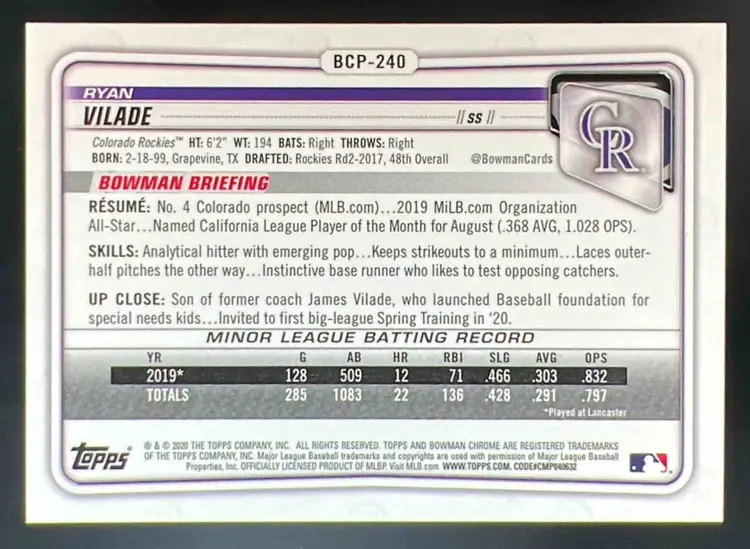 BCP-240
RYAN
VILADE // SS //
CR
Colorado Rockies™ HT: 6'2" WT: 194 BATS: Right THROWS: Right
BORN: 2-18-99, Grapevine, TX DRAFTED: Rockies Rd2-2017, 48th Overall @BowmanCards
BOWMAN BRIEFING
RÉSUMÉ: No. 4 Colorado prospect (MLB.com)...2019 MiLB.com Organization
All-Star...Named California League Player of the Month for August (.368 AVG, 1.028 OPS).
SKILLS: Analytical hitter with emerging pop...Keeps strikeouts to a minimum...Laces outer-
half pitches the other way...Instinctive base runner who likes to test opposing catchers.
UP CLOSE: Son of former coach James Vilade, who launched Baseball foundation for
special needs kids...Invited to first big-league Spring Training in '20.
MINOR LEAGUE BATTING RECORD
YR G AB HR RBI SLG AVG OPS
2019* 128 509 12 71 .466 .303 .832
TOTALS 285 1083 22 136 .428 .291 .797
*Played at Lancaster
TOPPS®
® & © 2020 THE TOPPS COMPANY, INC. ALL RIGHTS RESERVED. TOPPS AND BOWMAN CHROME ARE REGISTERED TRADEMARKS
OF THE TOPPS COMPANY, INC. Major League Baseball trademarks and copyrights are used with permission of Major League Baseball
Properties, Inc. OFFICIALLY LICENSED PRODUCT OF MLBP. Visit MLB.com WWW.TOPPS.COM. CODE#CMP040632